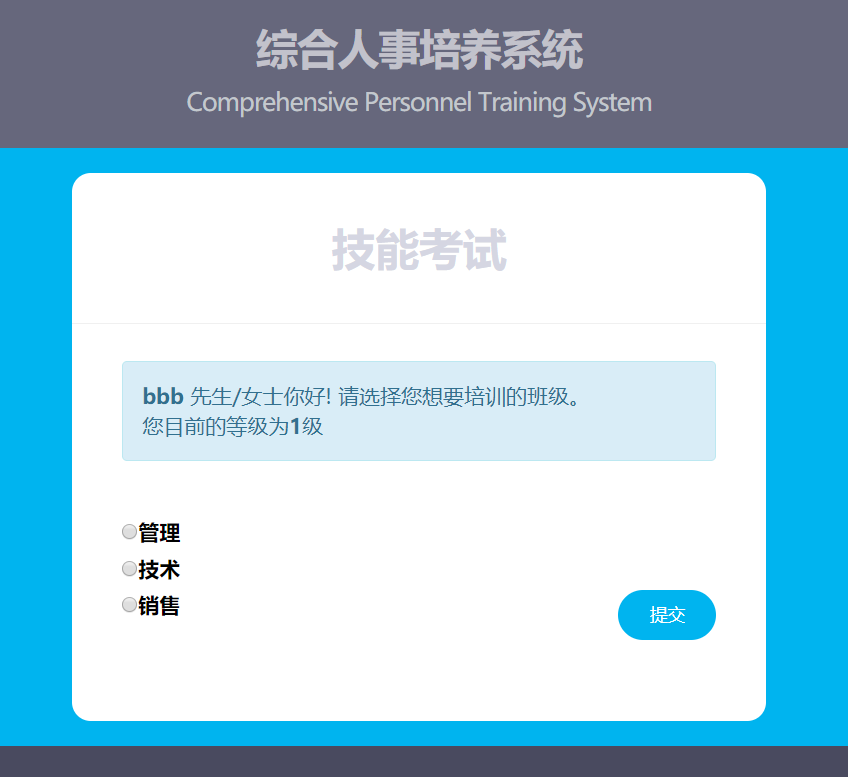 综合人事培养系统
Comprehensive Personnel Training System
技能考试
bbb 先生/女士你好! 请选择您想要培训的班级。
您目前的等级为1级
管理
技术
销售
提交